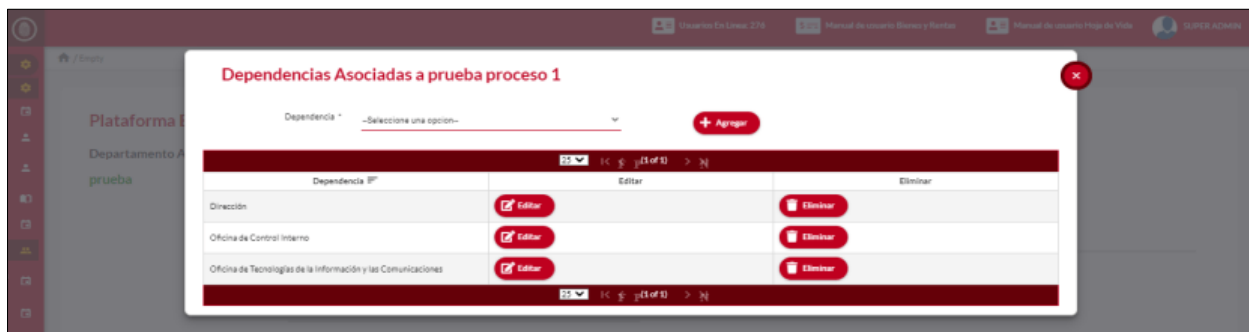 Usuarios En Linea: 276 Manual de usuario Bienes y Rentas Manual de usuario Hoja de Vida SUPER ADMIN
/ Empty
Dependencias Asociadas a prueba proceso 1
Plataforma
Dependencia * --Seleccione una opcion-- Agregar
Departamento A
prueba
25 (1 of 1)
Dependencia Editar Eliminar
Dirección Editar Eliminar
Oficina de Control Interno Editar Eliminar
Oficina de Tecnologías de la Información y las Comunicaciones Editar Eliminar
25 (1 of 1)